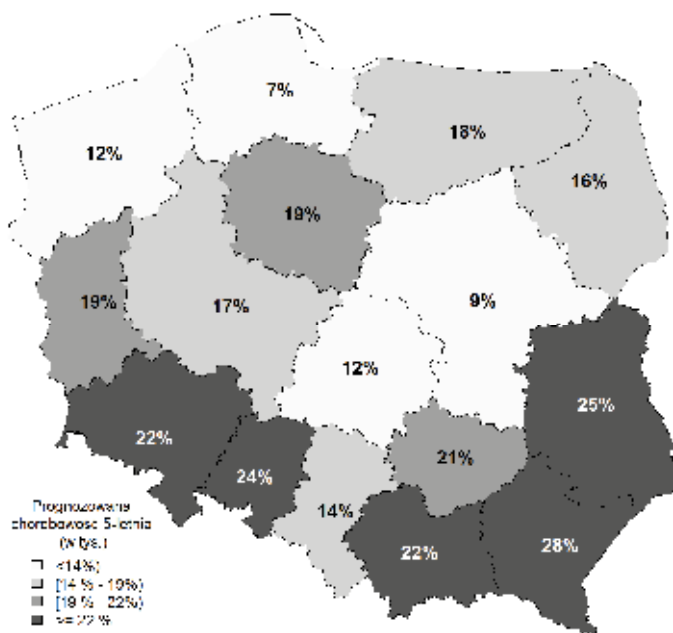 7%
18%
12%
16%
19%
19%
17%
9%
12%
25%
22%
21%
24%
14%
22%
28%
Prognozowana
chorobowość 5-letnia
(w tys.)
<14%)
[14 % - 19%)
[19 % - 22%)
>= 22 %